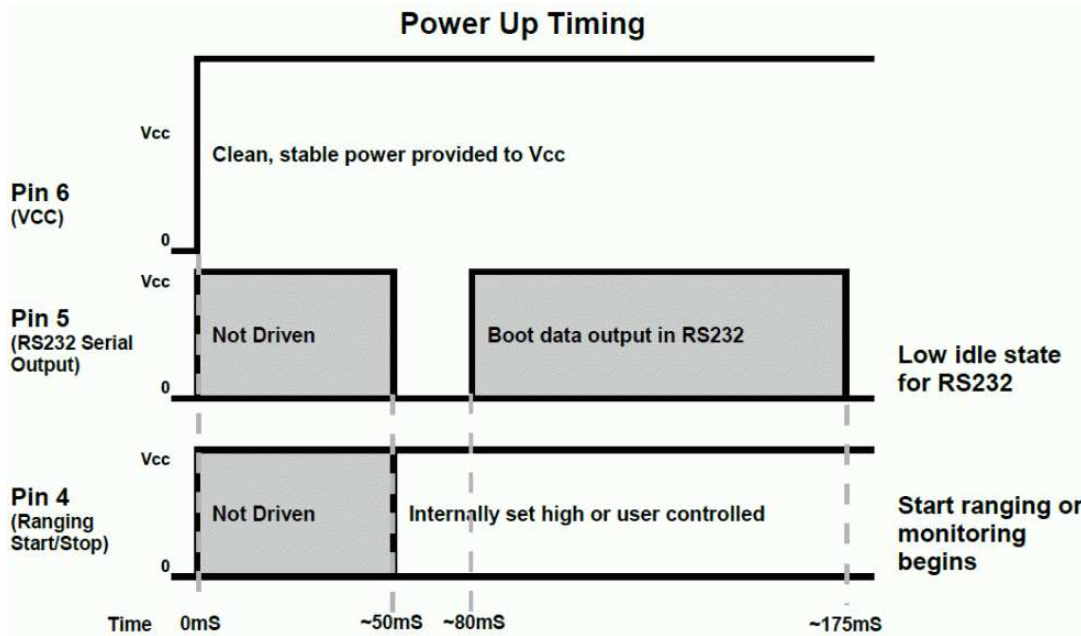 Power Up Timing
Vcc
Clean, stable power provided to Vcc
Pin 6
(VCC)
0
Vcc
Pin 5
(RS232 Serial
Output)
Not Driven
Boot data output in RS232
0
Low idle state
for RS232
Vcc
Pin 4
(Ranging
Start/Stop)
Not Driven
Internally set high or user controlled
0
Start ranging or
monitoring
begins
Time 0mS ~50mS ~80mS ~175mS